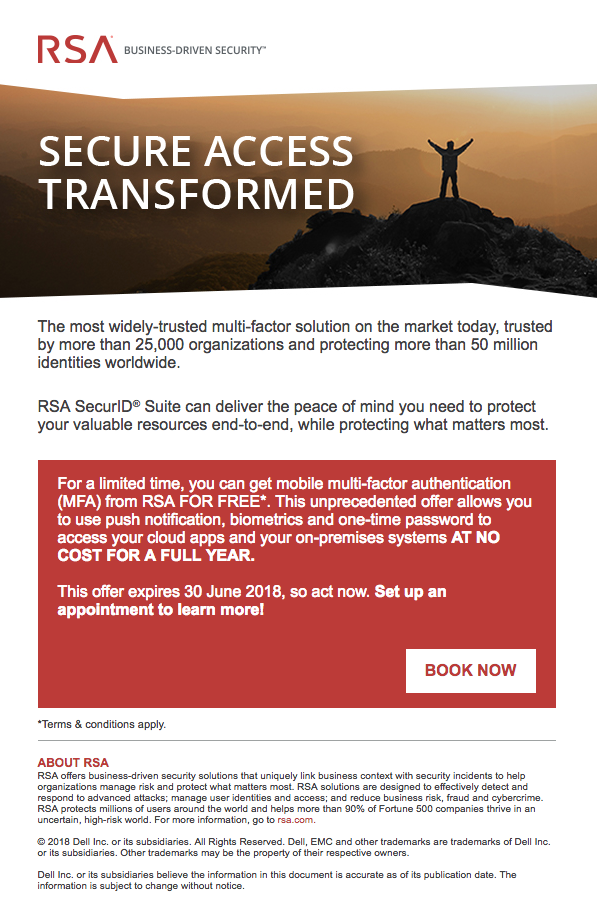 RSA BUSINESS-DRIVEN SECURITY™
SECURE ACCESS
TRANSFORMED
The most widely-trusted multi-factor solution on the market today, trusted
by more than 25,000 organizations and protecting more than 50 million
identities worldwide.
RSA SecurID® Suite can deliver the peace of mind you need to protect
your valuable resources end-to-end, while protecting what matters most.
For a limited time, you can get mobile multi-factor authentication
(MFA) from RSA FOR FREE*. This unprecedented offer allows you
to use push notification, biometrics and one-time password to
access your cloud apps and your on-premises systems AT NO
COST FOR A FULL YEAR.
This offer expires 30 June 2018, so act now. Set up an
appointment to learn more!
BOOK NOW
*Terms & conditions apply.
ABOUT RSA
RSA offers business-driven security solutions that uniquely link business context with security incidents to help
organizations manage risk and protect what matters most. RSA solutions are designed to effectively detect and
respond to advanced attacks; manage user identities and access; and reduce business risk, fraud and cybercrime.
RSA protects millions of users around the world and helps more than 90% of Fortune 500 companies thrive in an
uncertain, high-risk world. For more information, go to rsa.com.
© 2018 Dell Inc. or its subsidiaries. All Rights Reserved. Dell, EMC and other trademarks are trademarks of Dell Inc.
or its subsidiaries. Other trademarks may be the property of their respective owners.
Dell Inc. or its subsidiaries believe the information in this document is accurate as of its publication date. The
information is subject to change without notice.